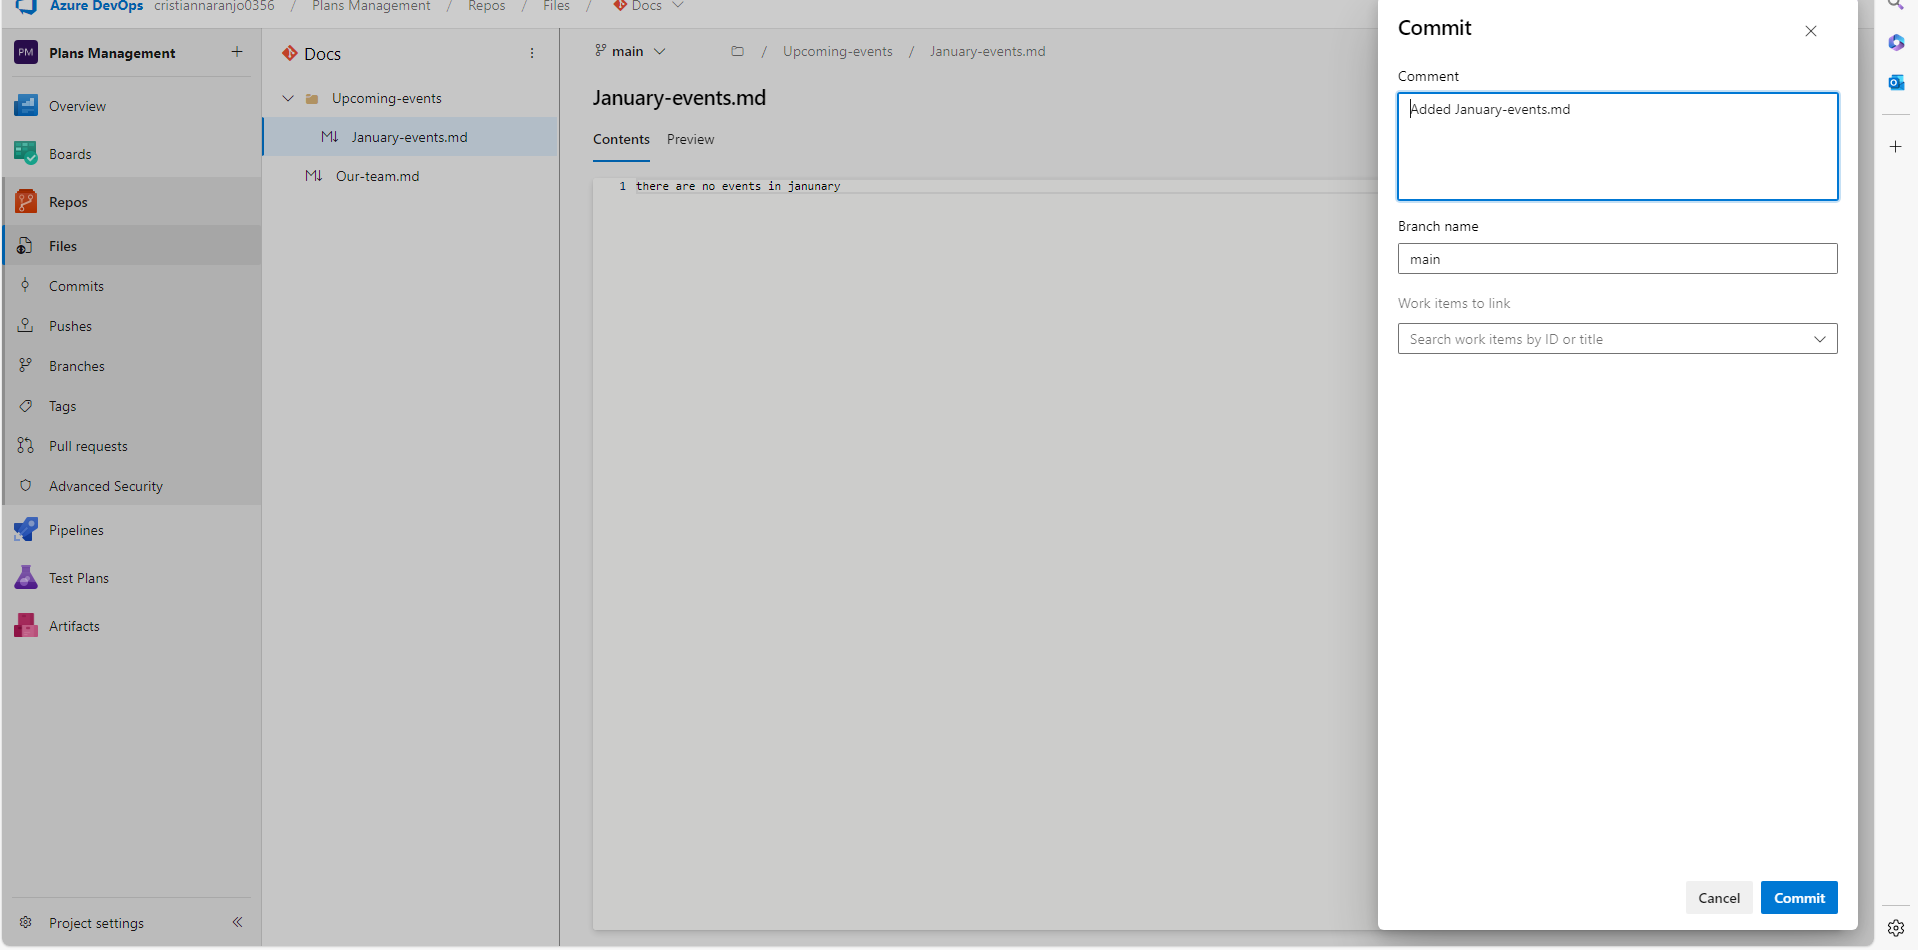 Azure DevOps cristiannaranjo0356 / Plans Management / Repos / Files / Docs
PM Plans Management
Overview
Boards
Repos
Files
Commits
Pushes
Branches
Tags
Pull requests
Advanced Security
Pipelines
Test Plans
Artifacts
Project settings
Docs
Upcoming-events
January-events.md
Our-team.md
main / Upcoming-events / January-events.md
January-events.md
Contents Preview
1 there are no events in janunary
Commit
Comment
Added January-events.md
Branch name
main
Work items to link
Search work items by ID or title
Cancel Commit